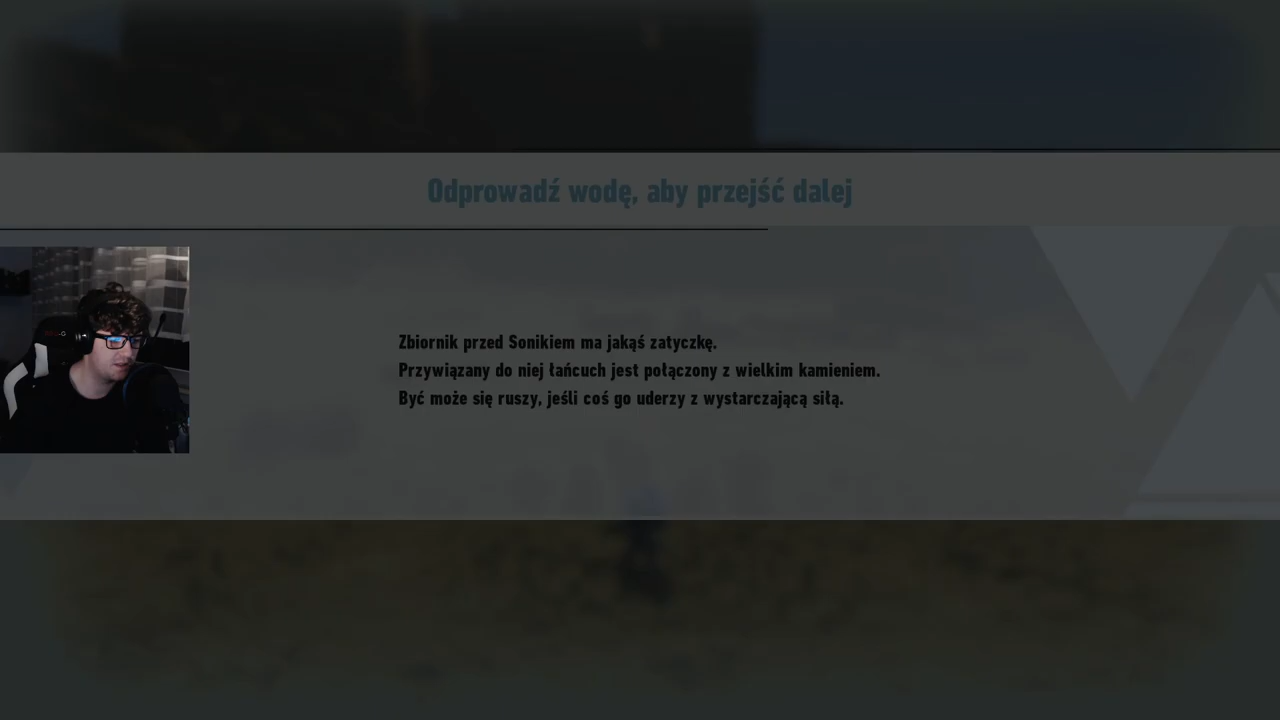 Odprowadź wodę, aby przejść dalej
Zbiornik przed Sonikiem ma jakąś zatyczkę.
Przywiązany do niej łańcuch jest połączony z wielkim kamieniem.
Być może się ruszy, jeśli coś go uderzy z wystarczającą siłą.